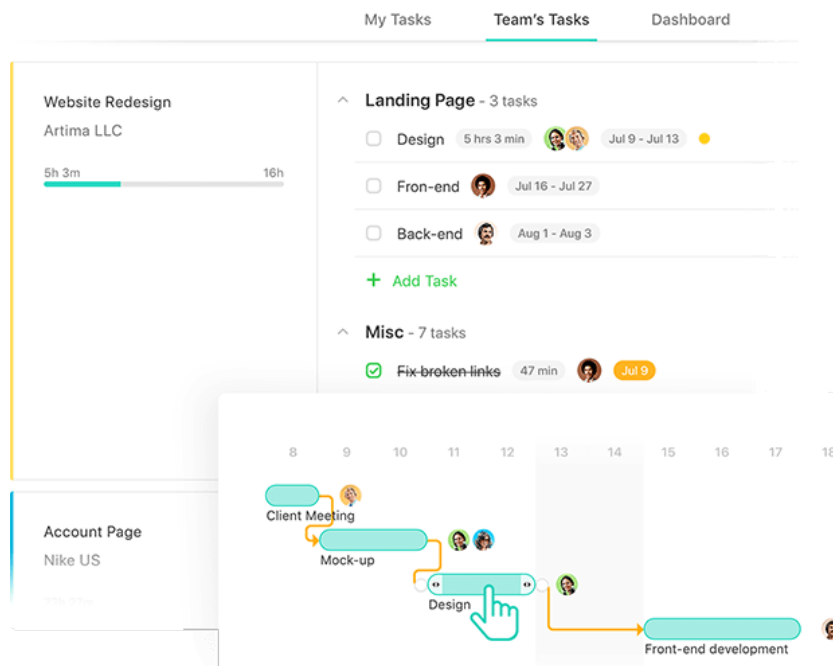 My Tasks Team's Tasks Dashboard
Website Redesign
Artima LLC
5h 3m 16h
Landing Page - 3 tasks
Design 5 hrs 3 min Jul 9 - Jul 13
Fron-end Jul 16 - Jul 27
Back-end Aug 1 - Aug 3
+ Add Task
Misc - 7 tasks
Fix broken links 47 min Jul 9
Account Page
Nike US
8 9 10 11 12 13 14 15 16 17 18
Client Meeting
Mock-up
Design
Front-end development